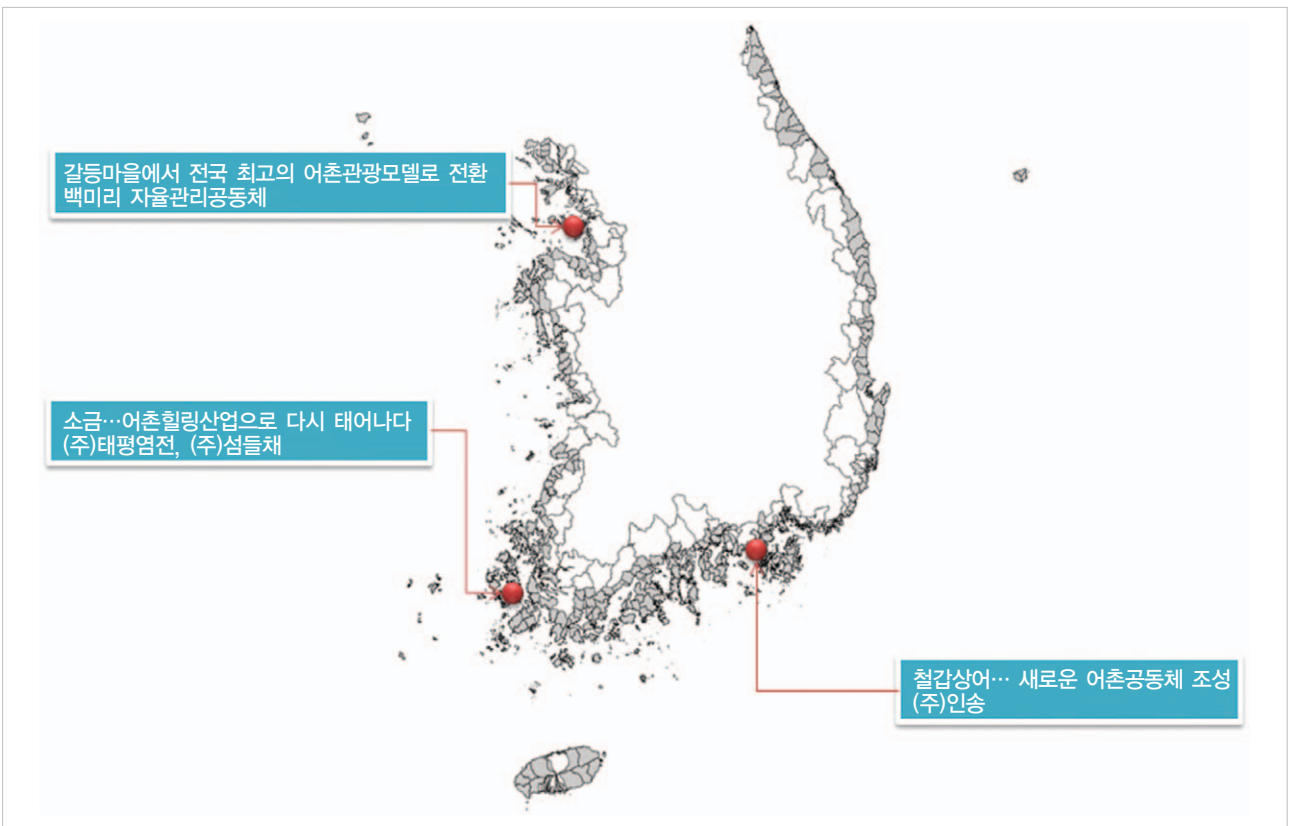 갈등마을에서 전국 최고의 어촌관광모델로 전환
백미리 자율관리공동체
소금…어촌힐링산업으로 다시 태어나다
(주)태평염전, (주)섬들채
철갑상어… 새로운 어촌공동체 조성
(주)인송